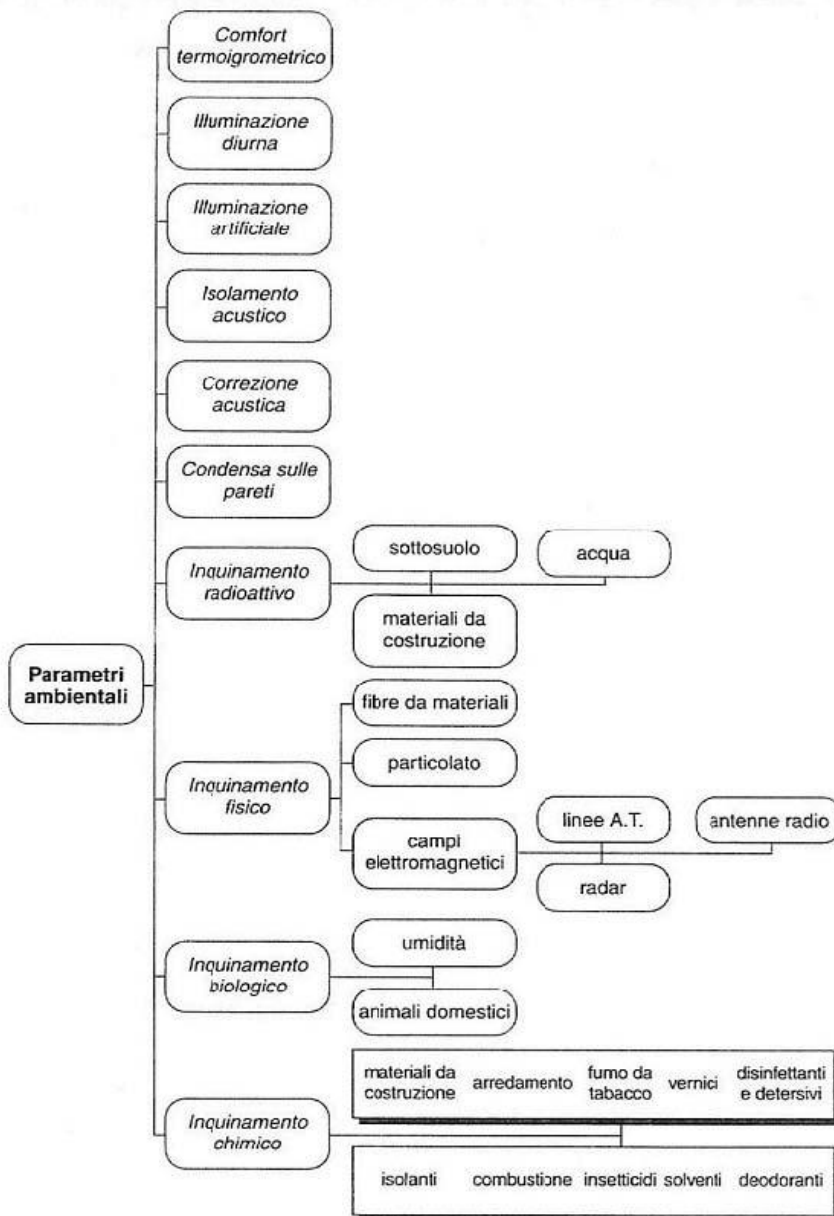 Comfort
termoigrometrico
Illuminazione
diurna
Illuminazione
artificiale
Isolamento
acustico
Correzione
acustica
Condensa sulle
pareti
Inquinamento
radioattivo
sottosuolo
acqua
materiali da
costruzione
Parametri
ambientali
Inquinamento
fisico
fibre da materiali
particolato
campi
elettromagnetici
linee A.T.
antenne radio
radar
Inquinamento
biologico
umidità
animali domestici
Inquinamento
chimico
materiali da
costruzione
arredamento
fumo da
tabacco
vernici
disinfettanti
e detersivi
isolanti
combustione
insetticidi
solventi
deodoranti